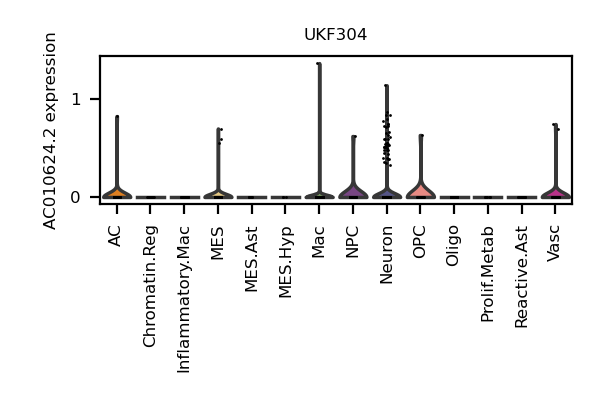 UKF304
AC010624.2 expression
1
0
AC
Chromatin.Reg
Inflammatory.Mac
MES
MES.Ast
MES.Hyp
Mac
NPC
Neuron
OPC
Oligo
Prolif.Metab
Reactive.Ast
Vasc